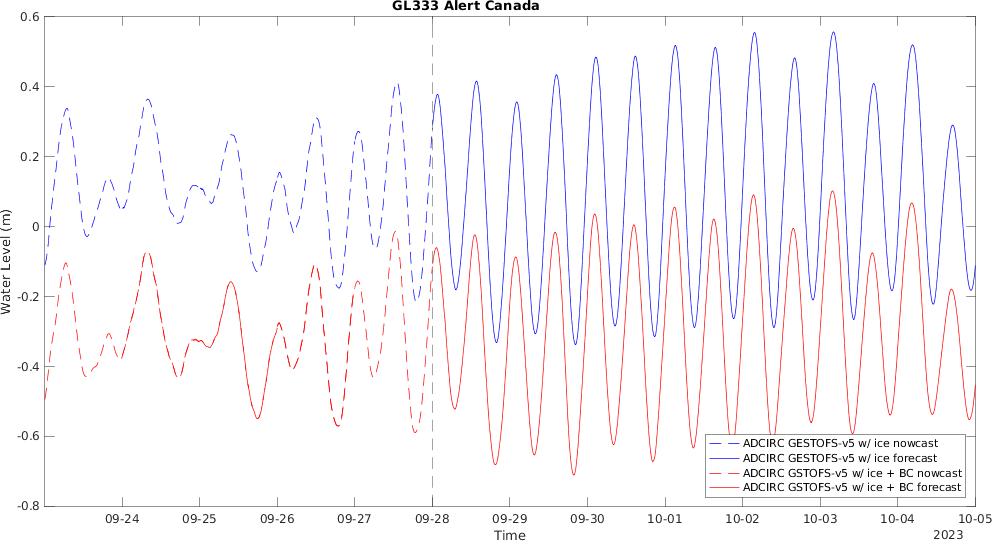 GL333 Alert Canada
Water Level (m)
0.6
0.4
0.2
0
-0.2
-0.4
-0.6
-0.8
ADCIRC GESTOFS-v5 w/ ice nowcast
ADCIRC GESTOFS-v5 w/ ice forecast
ADCIRC GSTOFS-v5 w/ ice + BC nowcast
ADCIRC GSTOFS-v5 w/ ice + BC forecast
09-24 09-25 09-26 09-27 09-28 09-29 09-30 10-01 10-02 10-03 10-04 10-05
Time
2023